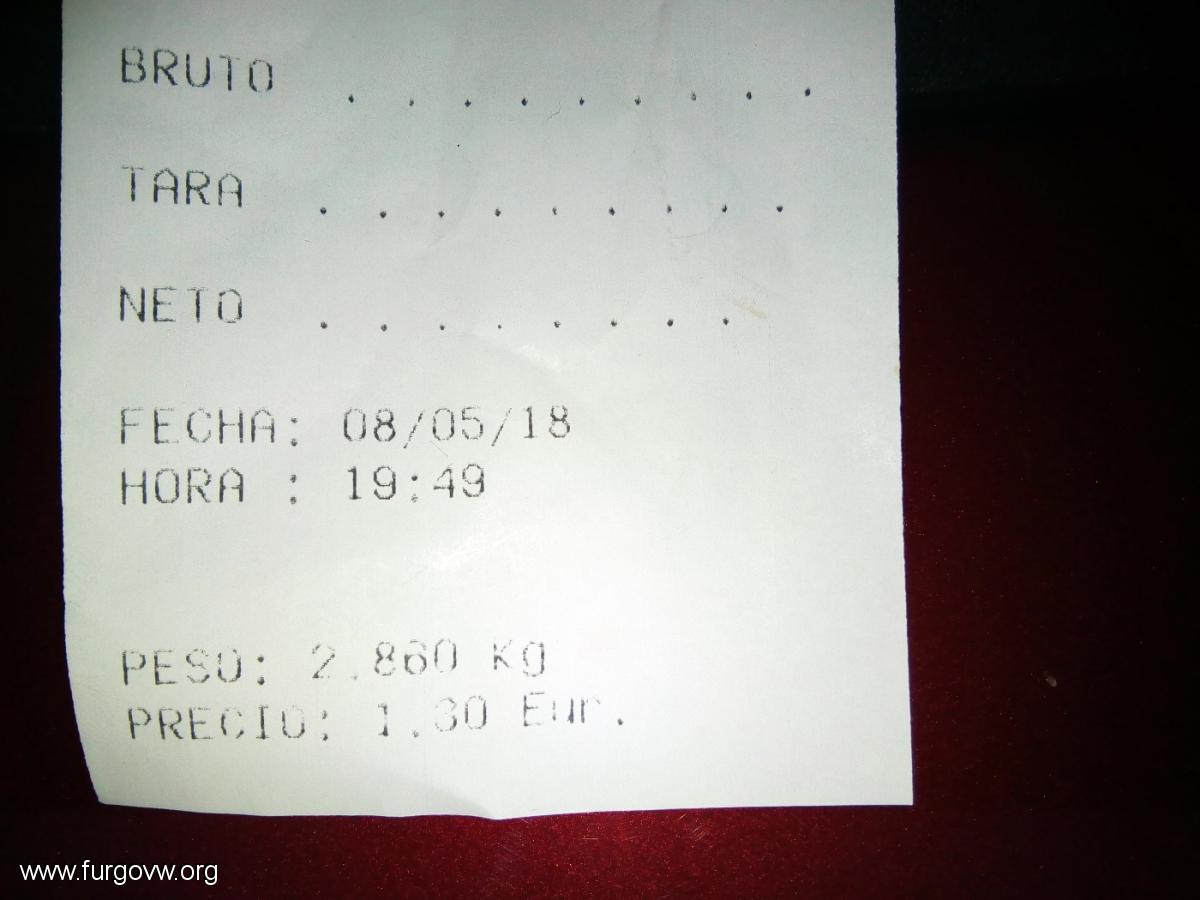 BRUTO . . . . . . . . .
TARA . . . . . . . . .
NETO . . . . . . . .
FECHA: 08/05/18
HORA : 19:49
PESO: 2.860 Kg
PRECIO: 1.30 Eur.
www.furgovw.org